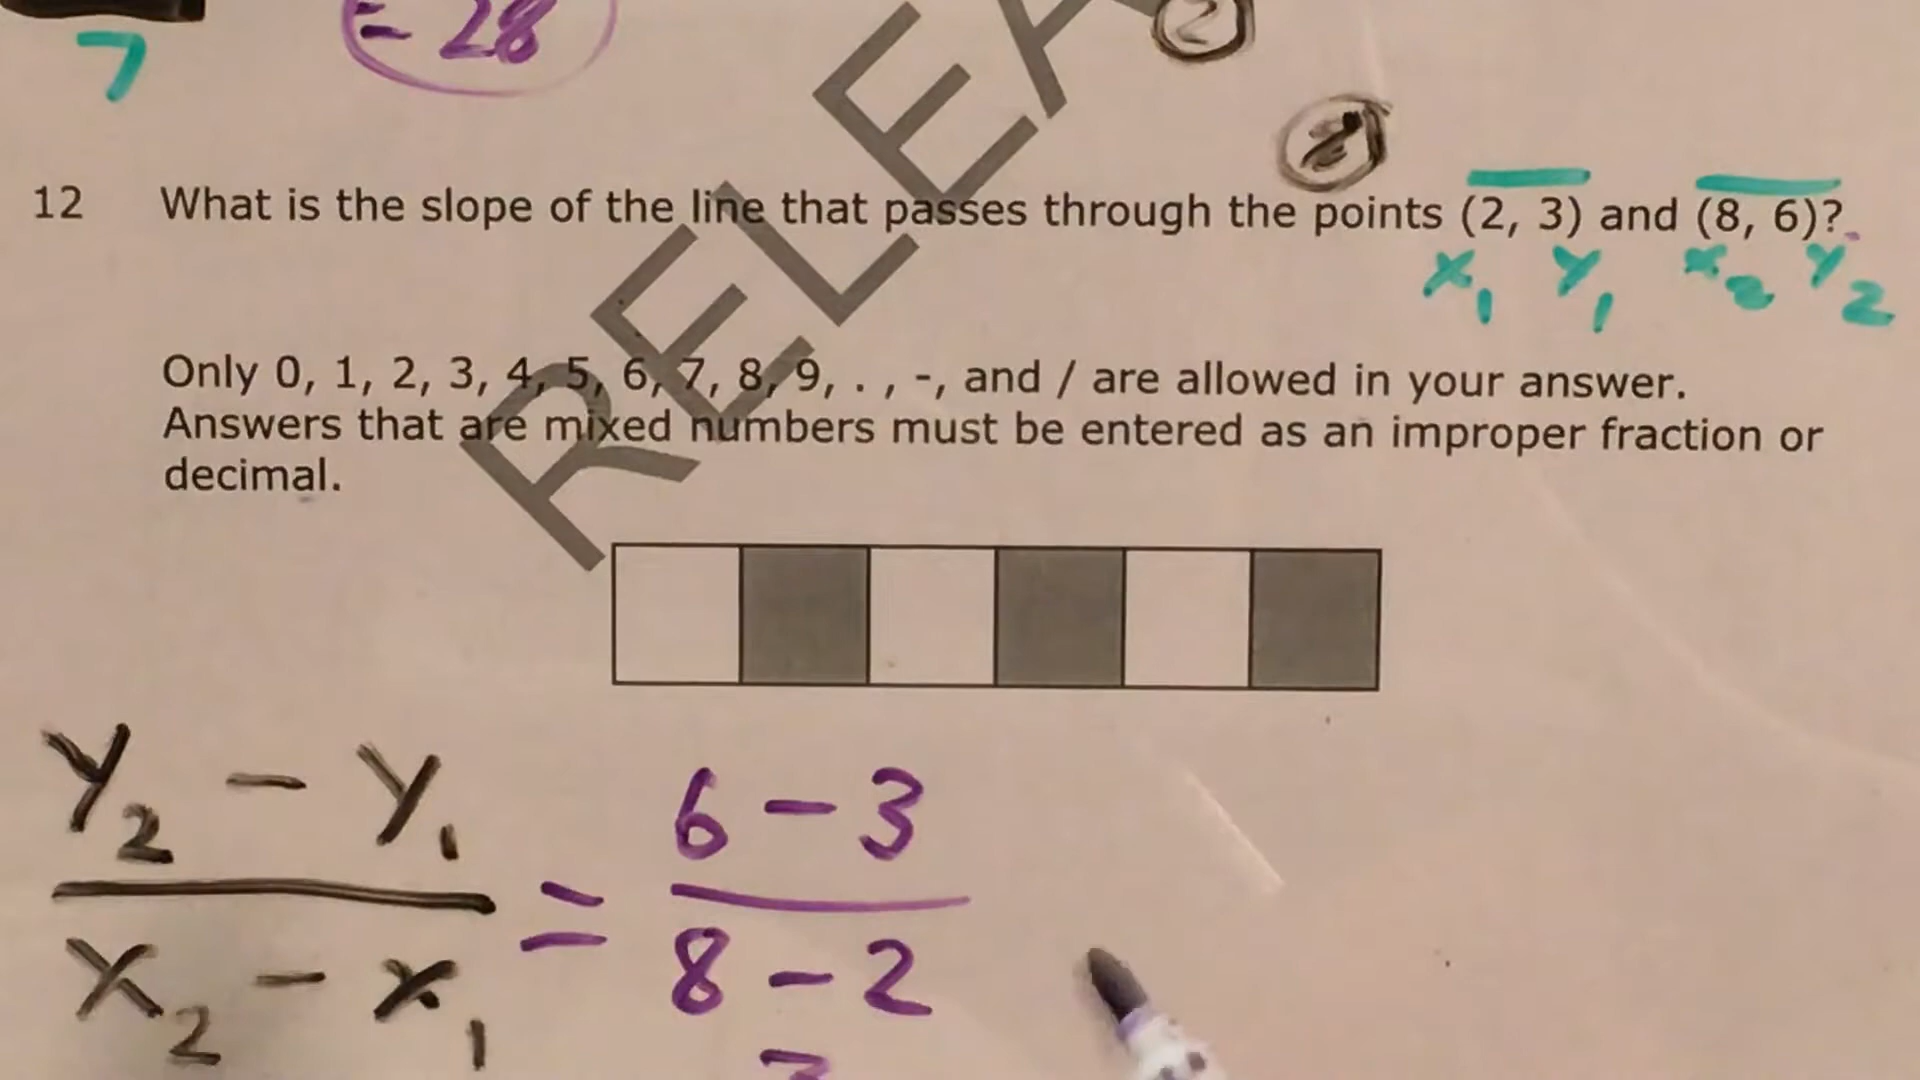 7
= 28
2
2
12 What is the slope of the line that passes through the points (2, 3) and (8, 6)?
x1 y1 x2 y2
Only 0, 1, 2, 3, 4, 5, 6, 7, 8, 9, . , -, and / are allowed in your answer.
Answers that are mixed numbers must be entered as an improper fraction or
decimal.
RELEA
y2 - y1
6 - 3
=
x2 - x1
8 - 2